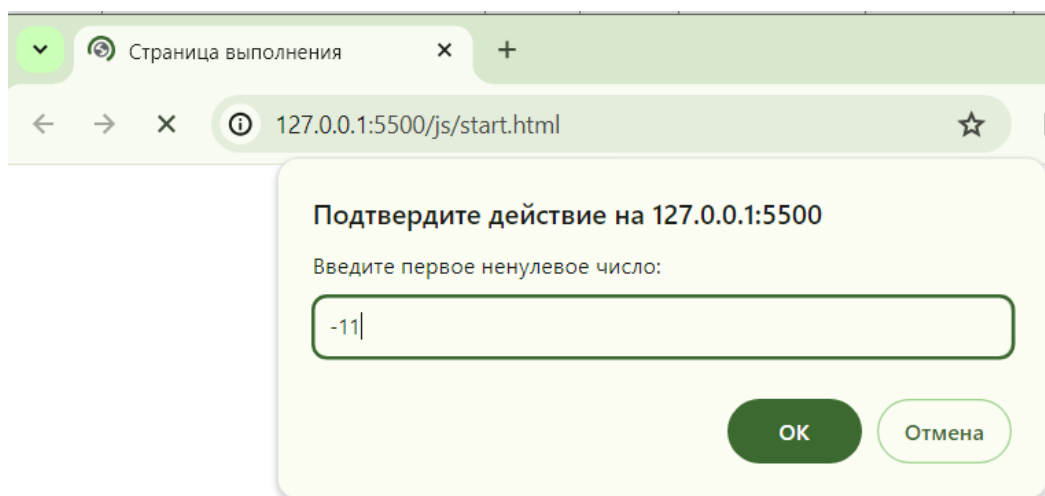 Страница выполнения
127.0.0.1:5500/js/start.html
Подтвердите действие на 127.0.0.1:5500
Введите первое ненулевое число:
-11
ОК Отмена